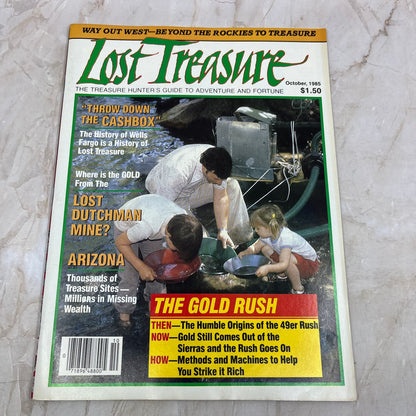 WAY OUT WEST—BEYOND THE ROCKIES TO TREASURE
Lost Treasure
October, 1985
THE TREASURE HUNTER'S GUIDE TO ADVENTURE AND FORTUNE
$1.50
"THROW DOWN
THE CASHBOX"
The History of Wells
Fargo is a History of
Lost Treasure
Where is the GOLD
From The
LOST
DUTCHMAN
MINE?
ARIZONA
Thousands of
Treasure Sites—
Millions in Missing
Wealth
THE GOLD RUSH
THEN—The Humble Origins of the 49er Rush
NOW—Gold Still Comes Out of the
Sierras and the Rush Goes On
HOW—Methods and Machines to Help
You Strike it Rich
10
0
71896 48800